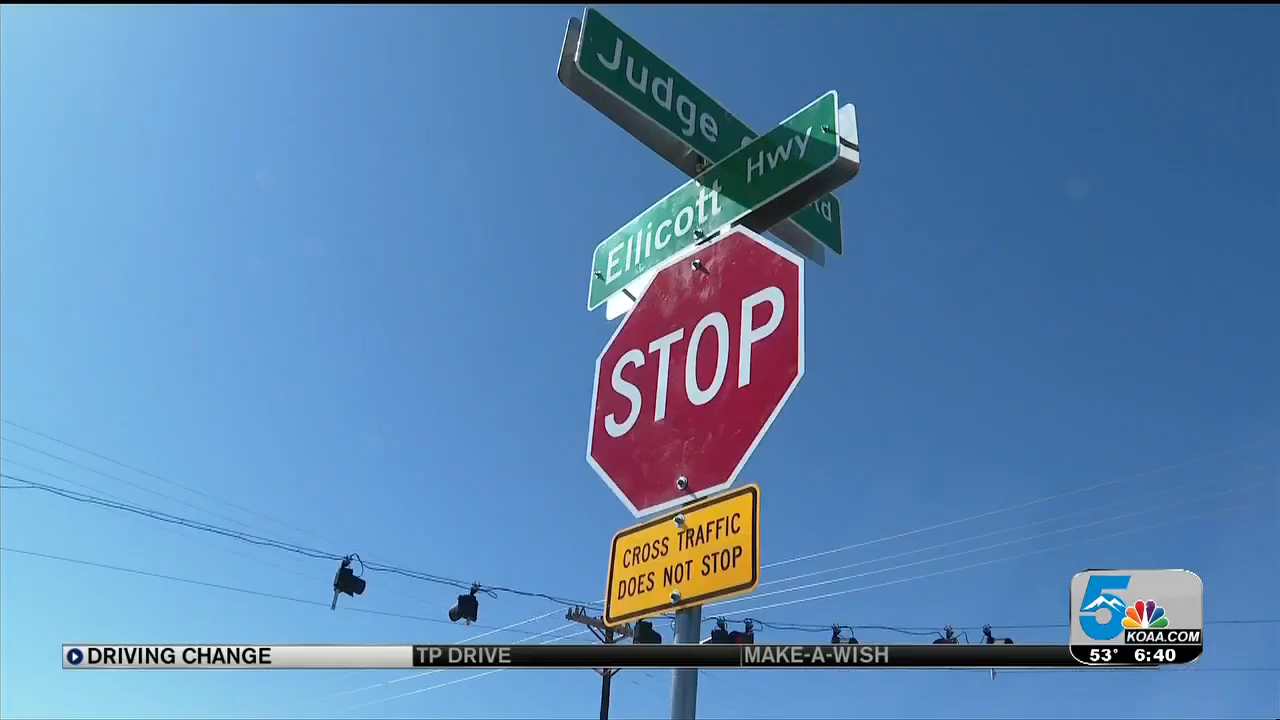 Judge
Rd
Ellicott Hwy
STOP
CROSS TRAFFIC
DOES NOT STOP
5
KOAA.COM
53° 6:40
DRIVING CHANGE
TP DRIVE
MAKE-A-WISH